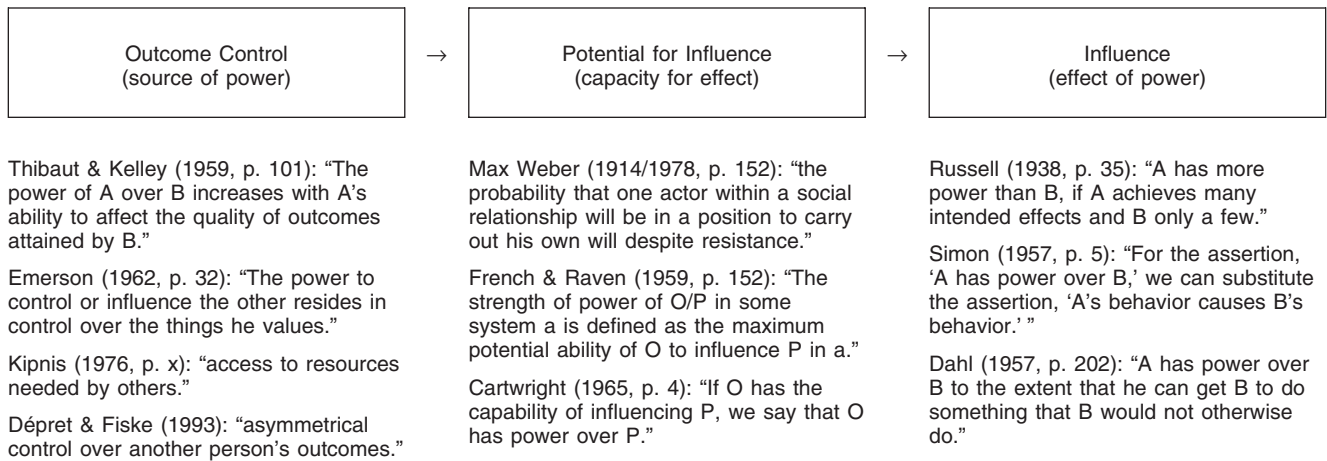 Outcome Control
(source of power)
→
Potential for Influence
(capacity for effect)
→
Influence
(effect of power)
Thibaut & Kelley (1959, p. 101): “The
power of A over B increases with A’s
ability to affect the quality of outcomes
attained by B.”
Emerson (1962, p. 32): “The power to
control or influence the other resides in
control over the things he values.”
Kipnis (1976, p. x): “access to resources
needed by others.”
Dépret & Fiske (1993): “asymmetrical
control over another person’s outcomes.”
Max Weber (1914/1978, p. 152): “the
probability that one actor within a social
relationship will be in a position to carry
out his own will despite resistance.”
French & Raven (1959, p. 152): “The
strength of power of O/P in some
system a is defined as the maximum
potential ability of O to influence P in a.”
Cartwright (1965, p. 4): “If O has the
capability of influencing P, we say that O
has power over P.”
Russell (1938, p. 35): “A has more
power than B, if A achieves many
intended effects and B only a few.”
Simon (1957, p. 5): “For the assertion,
‘A has power over B,’ we can substitute
the assertion, ‘A’s behavior causes B’s
behavior.’ ”
Dahl (1957, p. 202): “A has power over
B to the extent that he can get B to do
something that B would not otherwise
do.”